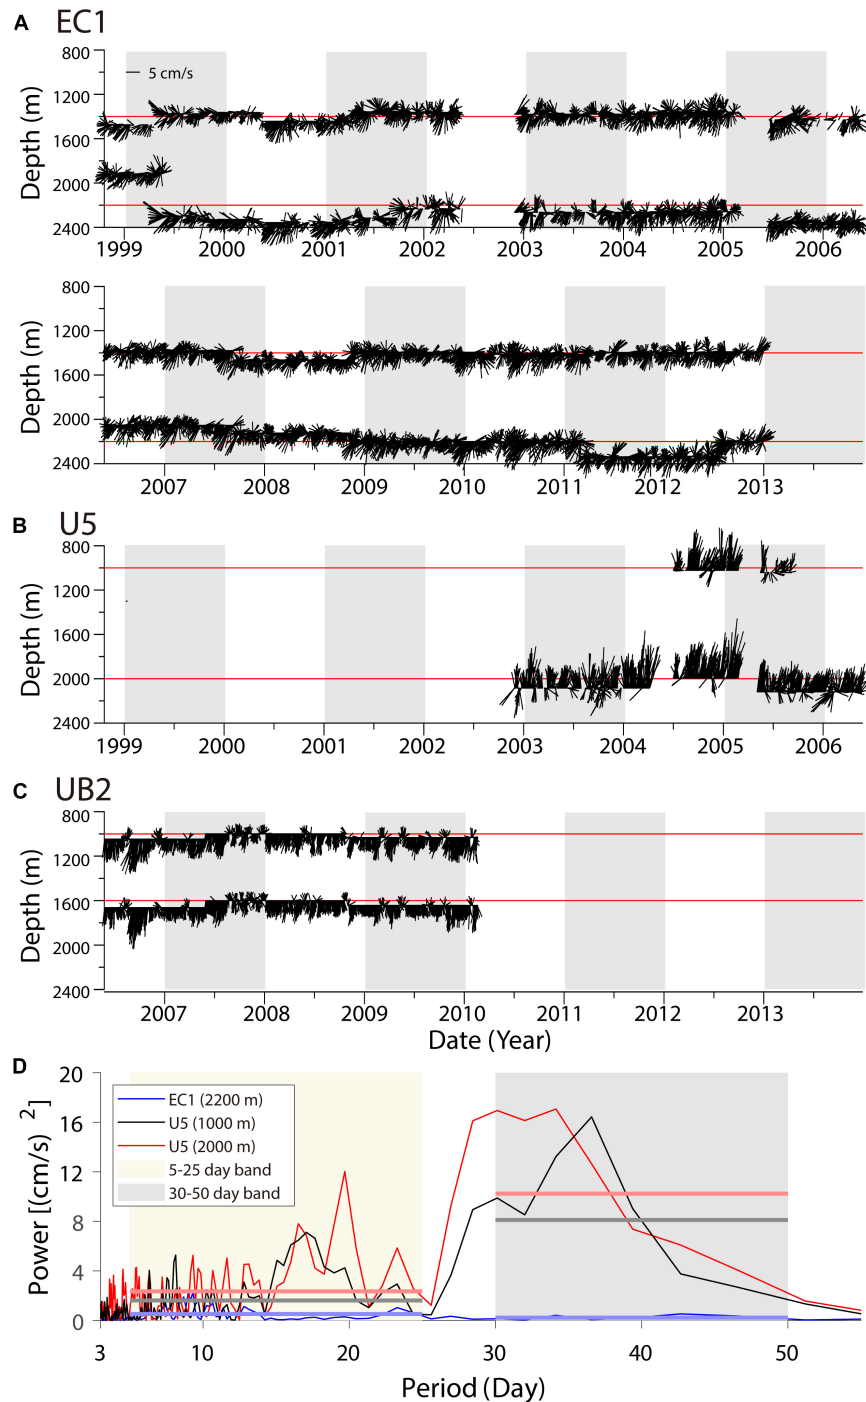 A EC1
800
1200
1600
2000
2400
Depth (m)
5 cm/s
1999 2000 2001 2002 2003 2004 2005 2006
800
1200
1600
2000
2400
Depth (m)
2007 2008 2009 2010 2011 2012 2013
B U5
800
1000
1600
2000
2400
Depth (m)
1999 2000 2001 2002 2003 2004 2005 2006
C UB2
800
1200
1600
2000
2400
Depth (m)
2007 2008 2009 2010 2011 2012 2013
Date (Year)
D
20
16
12
8
4
0
Power [(cm/s) 2]
EC1 (2200 m)
U5 (1000 m)
U5 (2000 m)
5-25 day band
30-50 day band
3 10 20 30 40 50
Period (Day)